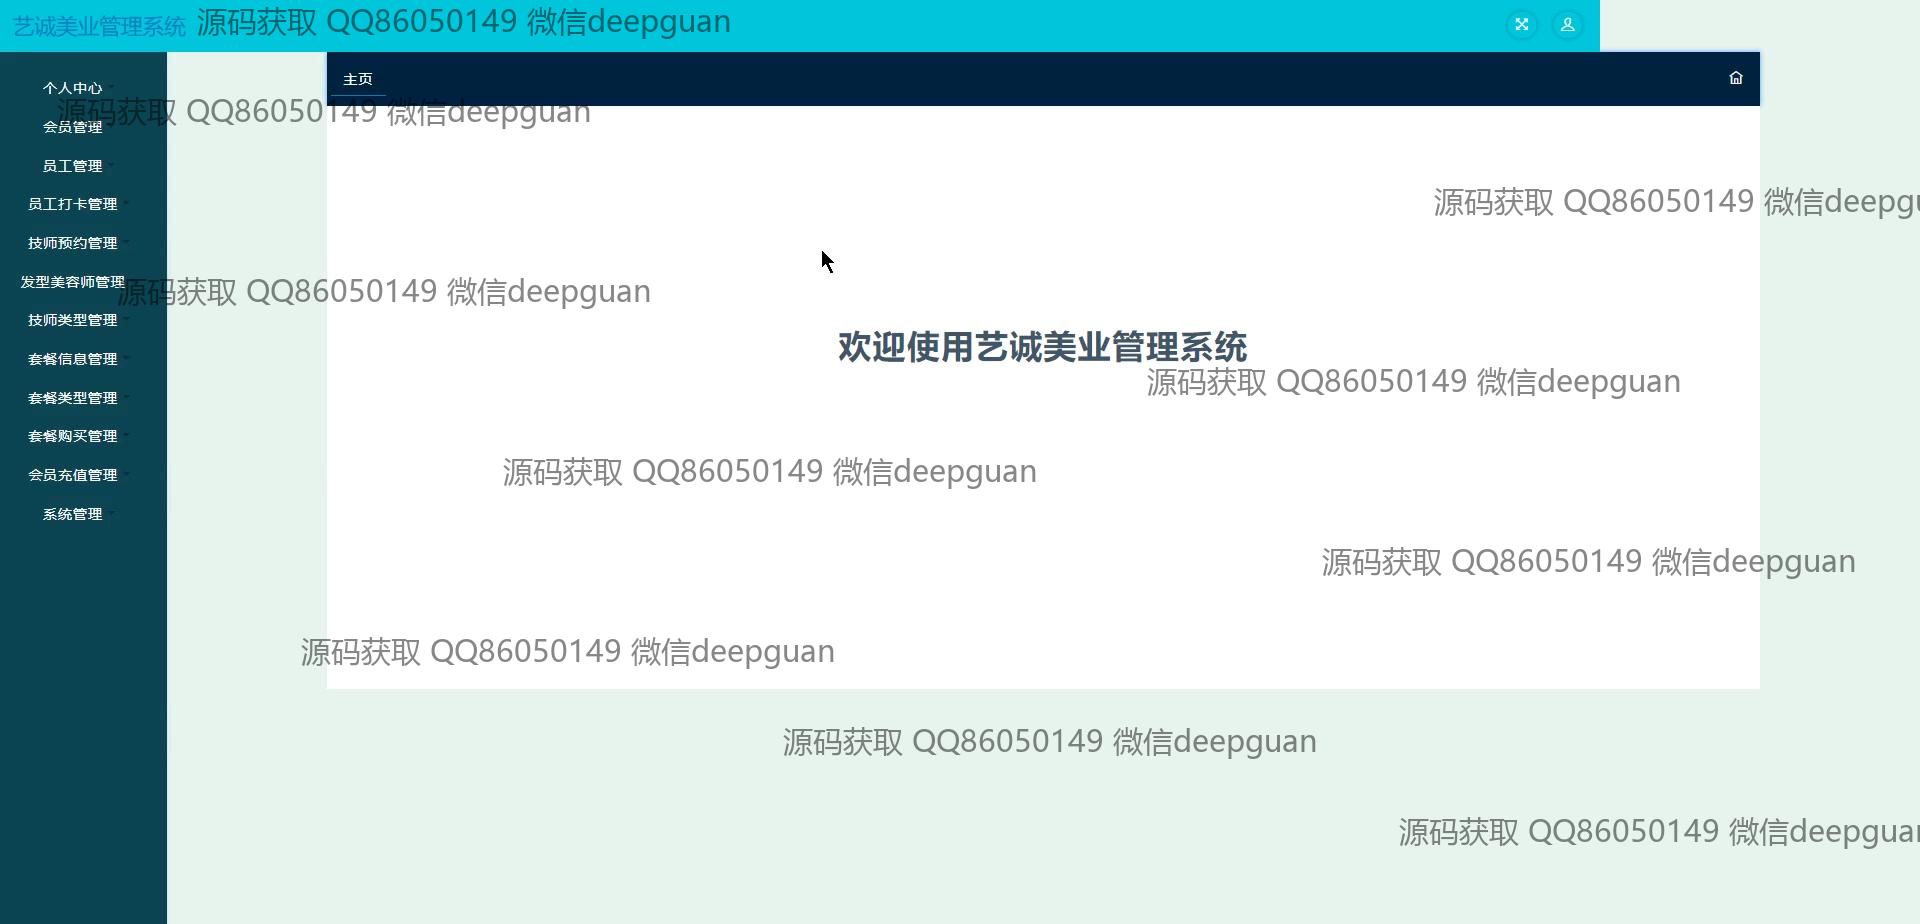 艺诚美业管理系统
源码获取 QQ86050149 微信deepguan
主页
个人中心
源码获取 QQ86050149 微信deepguan
会员管理
员工管理
员工打卡管理
源码获取 QQ86050149 微信deepgu
技师预约管理
发型美容师管理
源码获取 QQ86050149 微信deepguan
技师类型管理
欢迎使用艺诚美业管理系统
套餐信息管理
源码获取 QQ86050149 微信deepguan
套餐类型管理
套餐购买管理
会员充值管理
源码获取 QQ86050149 微信deepguan
系统管理
源码获取 QQ86050149 微信deepguan
源码获取 QQ86050149 微信deepguan
源码获取 QQ86050149 微信deepguan
源码获取 QQ86050149 微信deepguan